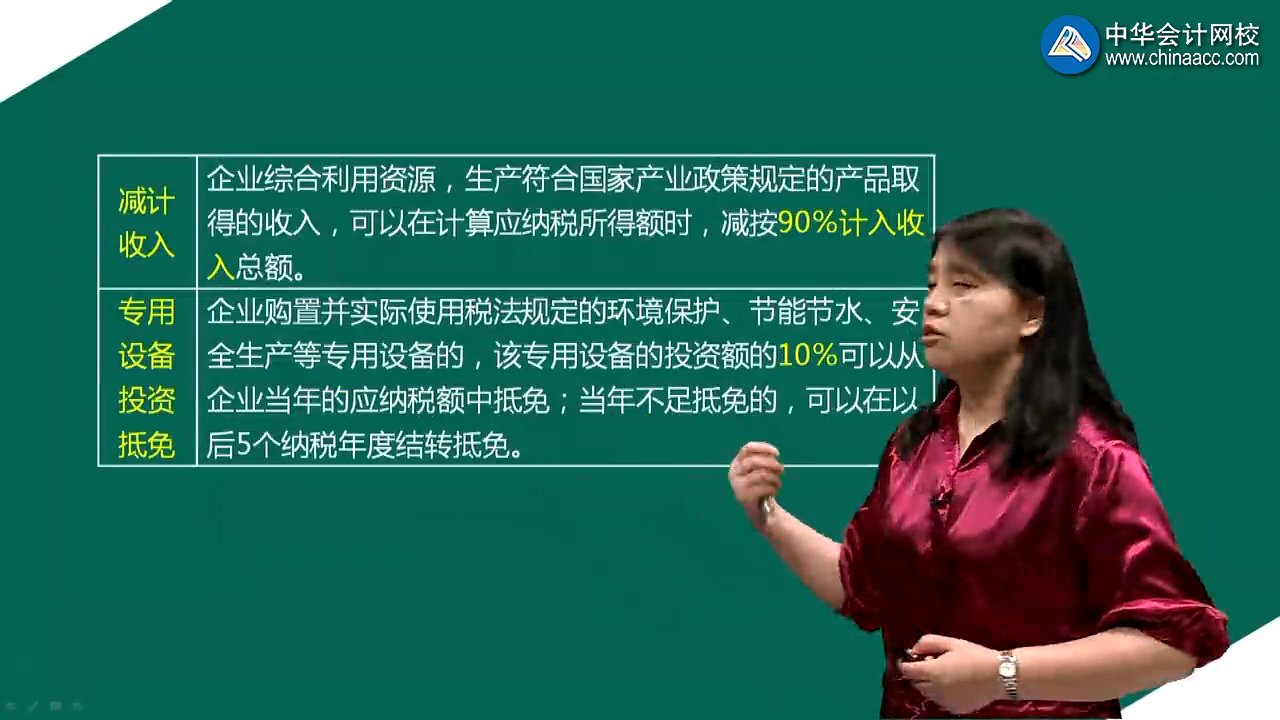 中华会计网校
www.chinaacc.com
减计
收入
企业综合利用资源，生产符合国家产业政策规定的产品取
得的收入，可以在计算应纳税所得额时，减按90%计入收
入总额。
专用
设备
投资
抵免
企业购置并实际使用税法规定的环境保护、节能节水、安
全生产等专用设备的，该专用设备的投资额的10%可以从
企业当年的应纳税额中抵免；当年不足抵免的，可以在以
后5个纳税年度结转抵免。